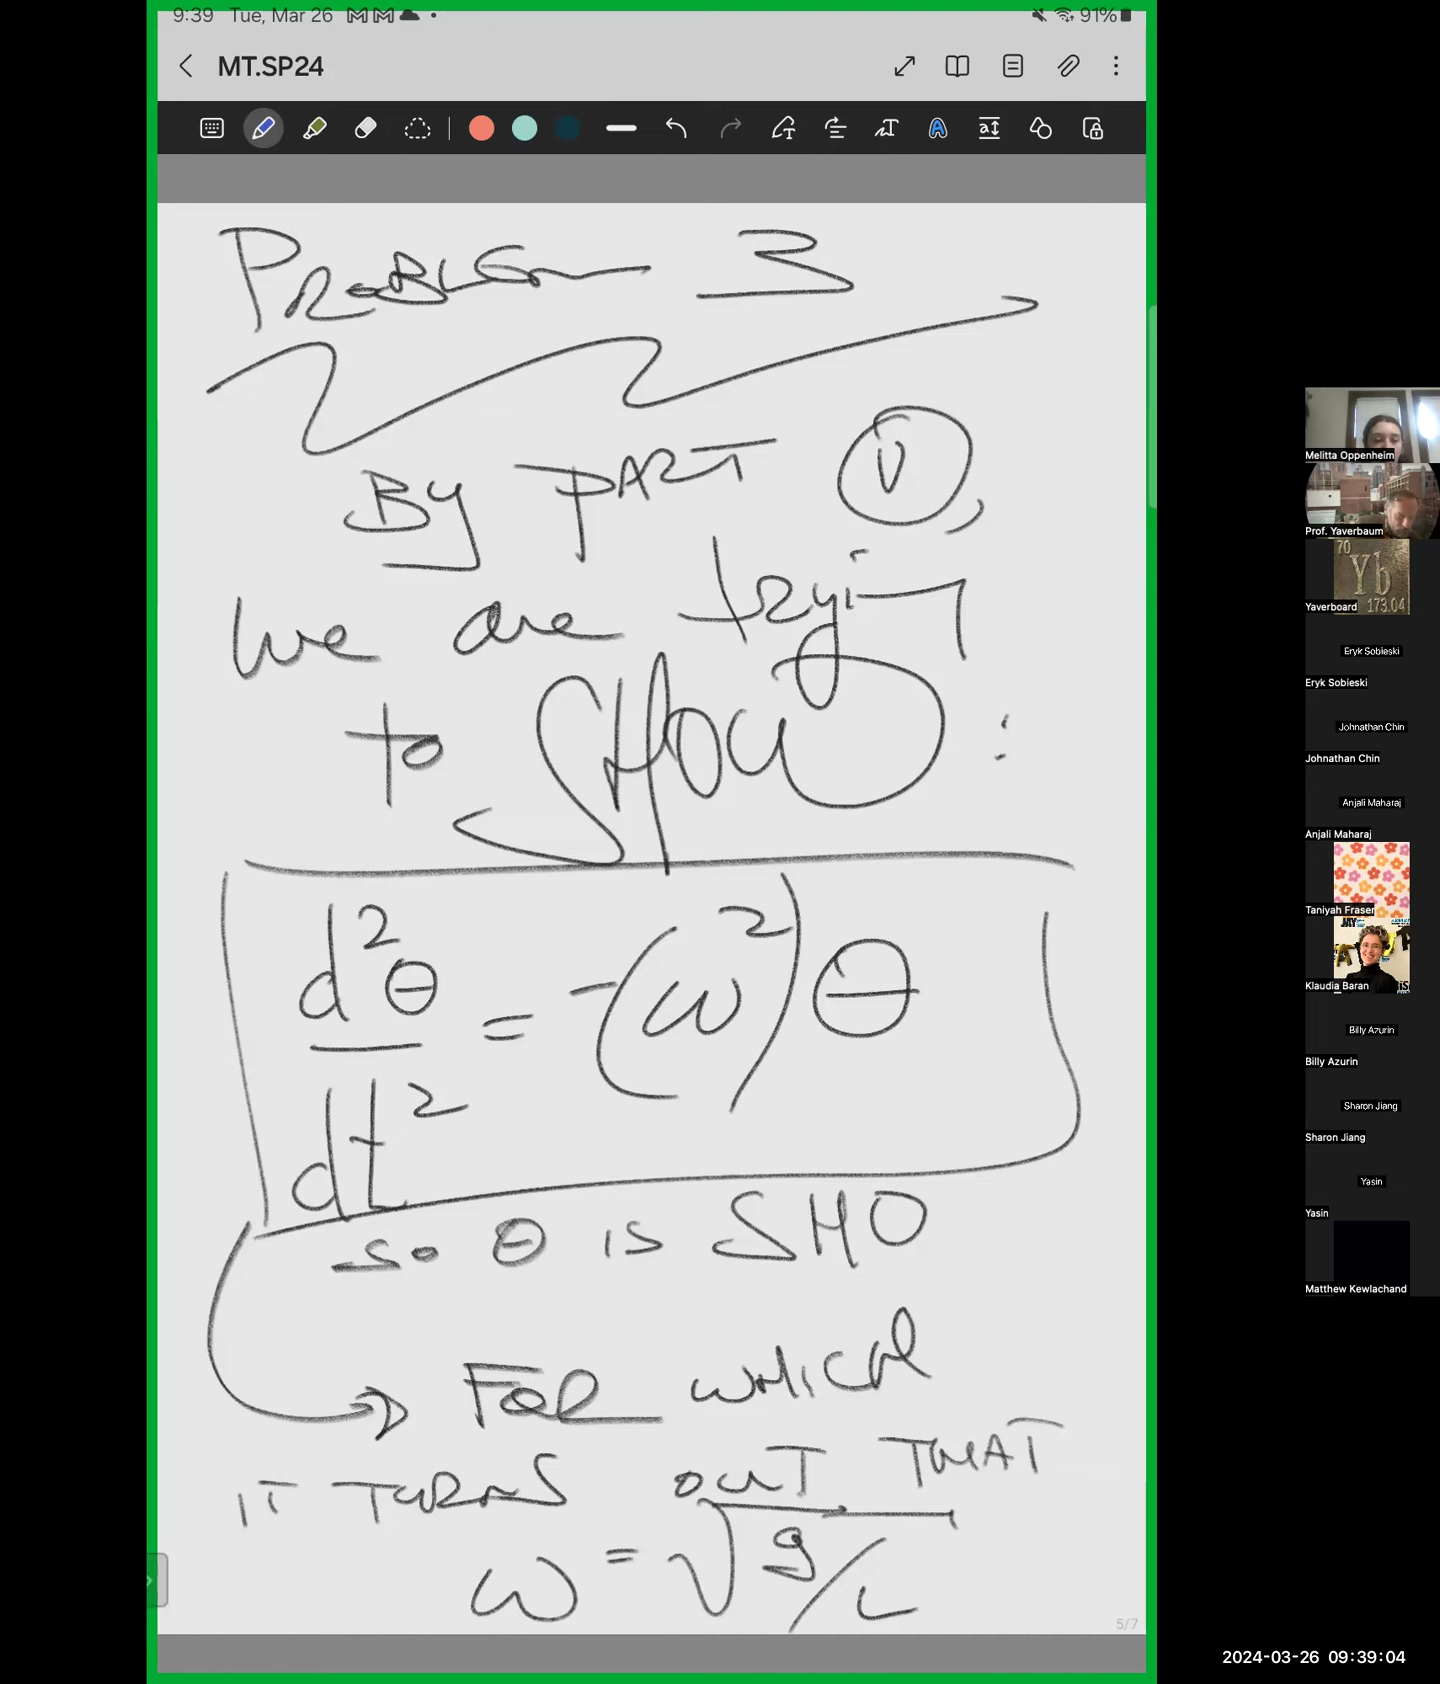 9:39 Tue, Mar 26
91%
MT.SP24
PROBLEM 3
By PART V,
we are trying
to SHOW :
d²θ/dt² = -(ω²)θ
so θ is SHO
FOR WHICH
IT TURNS OUT THAT
ω = √g/L
5/7
Melitta Oppenheim
Prof. Yaverbaum
70
Yb
173.04
Yaverboard
Eryk Sobieski
Eryk Sobieski
Johnathan Chin
Johnathan Chin
Anjali Maharaj
Anjali Maharaj
Taniyah Fraser
JAY
Klaudia Baran
Billy Azurin
Billy Azurin
Sharon Jiang
Sharon Jiang
Yasin
Yasin
Matthew Kewlachand
2024-03-26 09:39:04